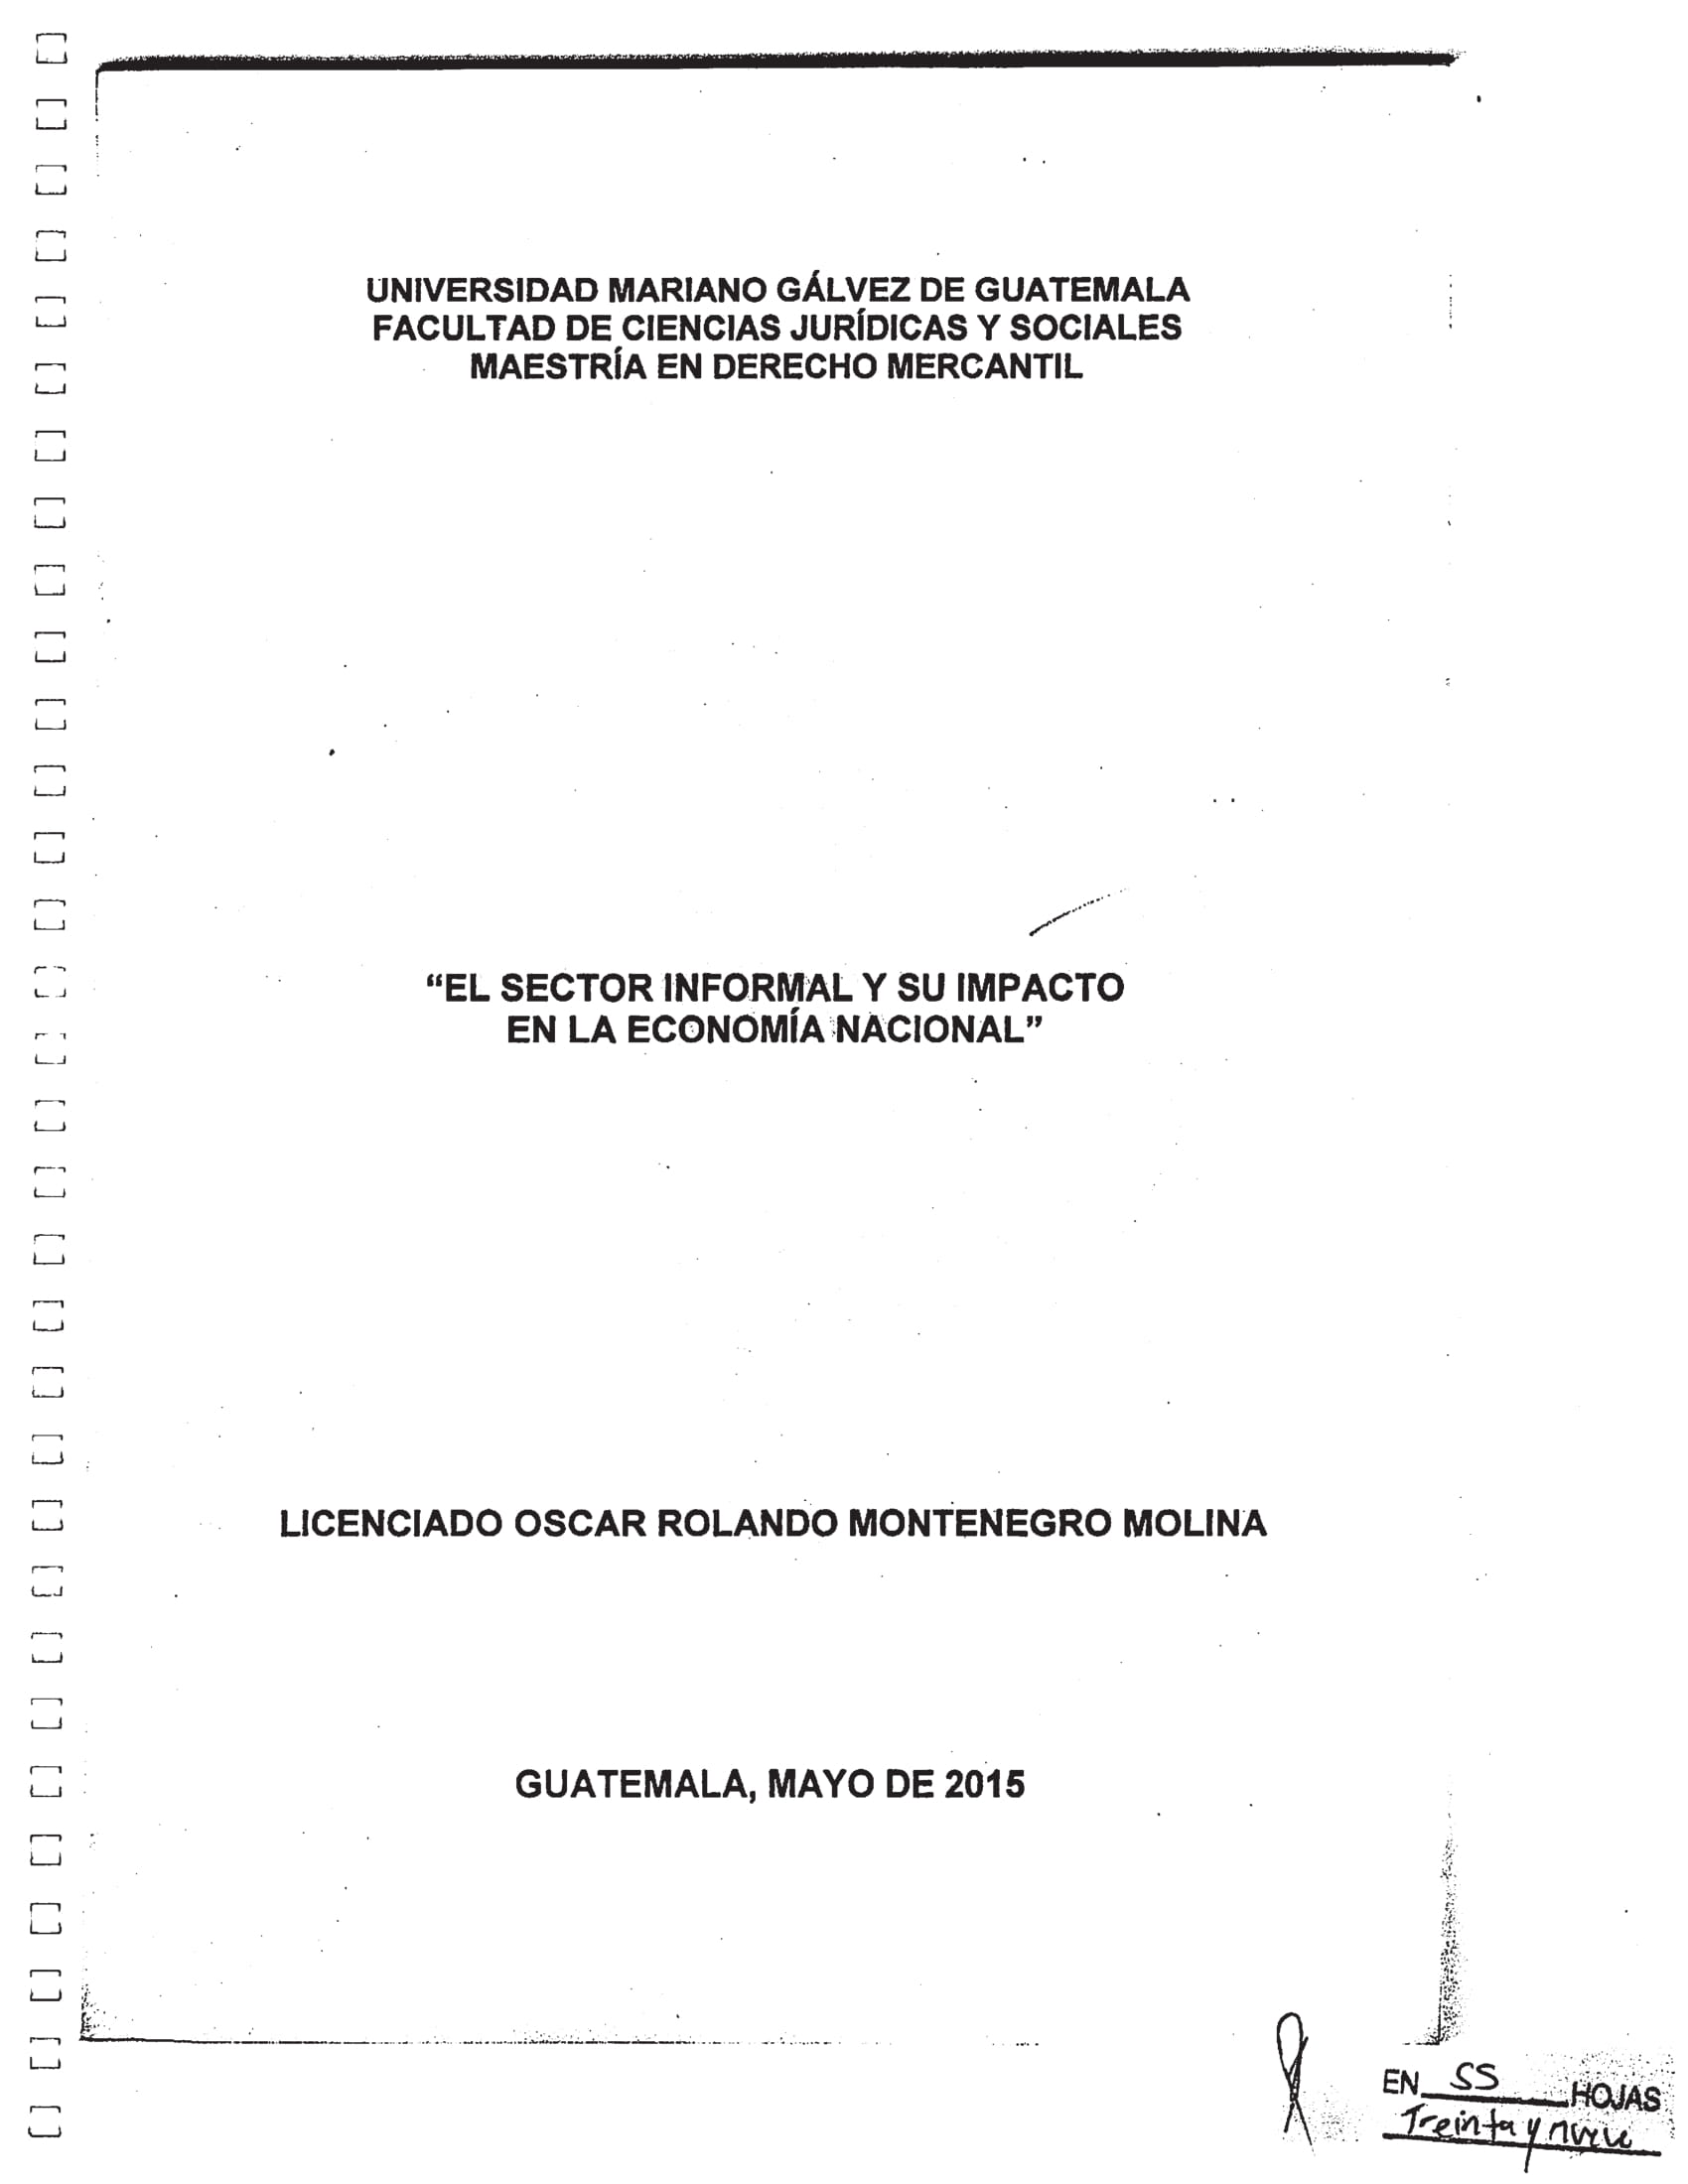 UNIVERSIDAD MARIANO GÁLVEZ DE GUATEMALA
FACULTAD DE CIENCIAS JURÍDICAS Y SOCIALES
MAESTRÍA EN DERECHO MERCANTIL
“EL SECTOR INFORMAL Y SU IMPACTO
EN LA ECONOMÍA NACIONAL”
LICENCIADO OSCAR ROLANDO MONTENEGRO MOLINA
GUATEMALA, MAYO DE 2015
EN SS HOJAS
Treinta y nueve